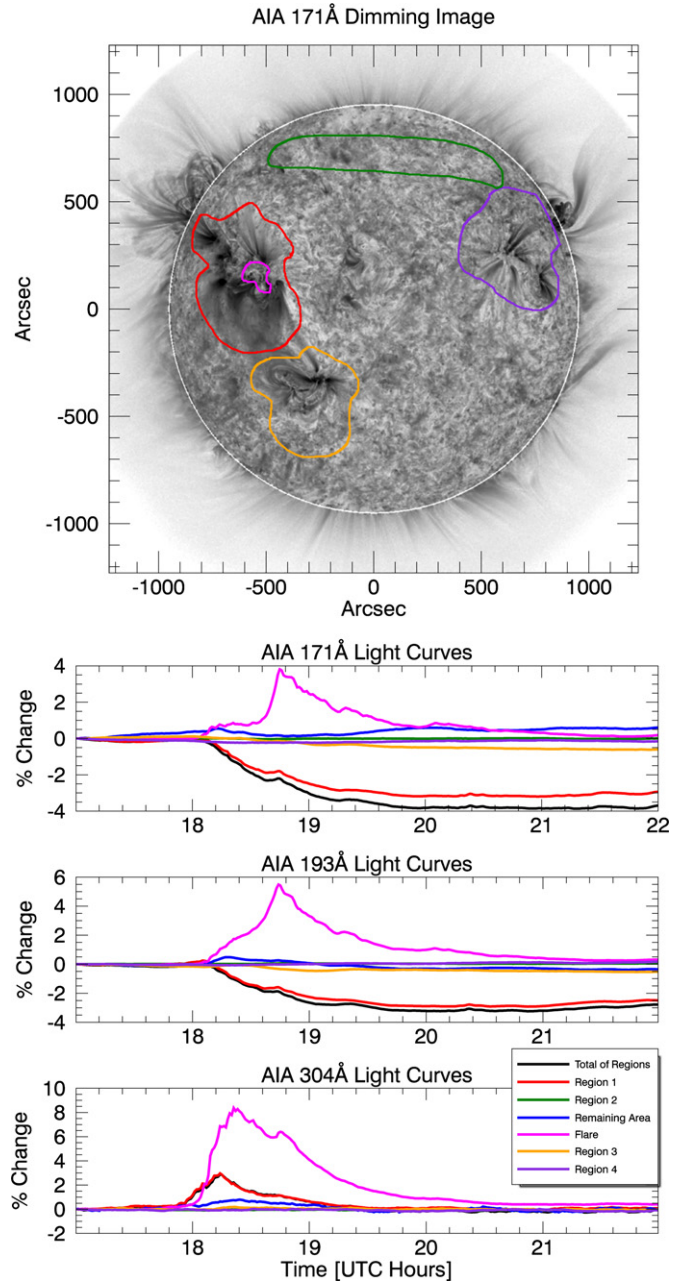 AIA 171Å Dimming Image
1000
500
0
-500
-1000
Arcsec
-1000 -500 0 500 1000
Arcsec
AIA 171Å Light Curves
4
2
0
-2
-4
% Change
18 19 20 21 22
AIA 193Å Light Curves
6
4
2
0
-2
-4
% Change
18 19 20 21
AIA 304Å Light Curves
10
8
6
4
2
0
-2
% Change
18 19 20 21
Time [UTC Hours]
Total of Regions
Region 1
Region 2
Remaining Area
Flare
Region 3
Region 4